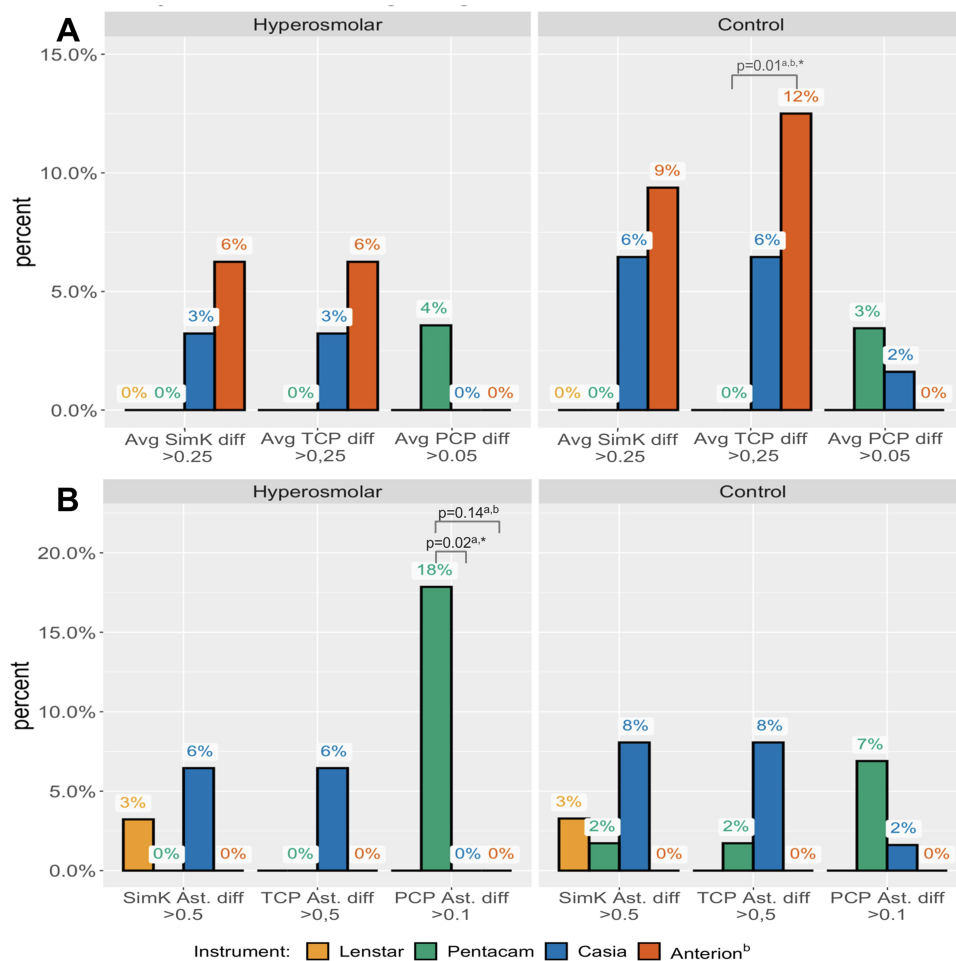 A
Hyperosmolar
Control
15.0%
10.0%
5.0%
0.0%
percent
0% 0% 3% 6%
0% 3% 6%
4% 0% 0%
p=0.01a,b,*
0% 0% 6% 9%
0% 6% 12%
3% 2% 0%
Avg SimK diff
>0.25
Avg TCP diff
>0,25
Avg PCP diff
>0.05
Avg SimK diff
>0.25
Avg TCP diff
>0,25
Avg PCP diff
>0.05
B
Hyperosmolar
Control
20.0%
15.0%
10.0%
5.0%
0.0%
percent
p=0.14a,b
p=0.02a,*
3% 0% 6% 0%
0% 6% 0%
18% 0% 0%
3% 2% 8% 0%
2% 8% 0%
7% 2% 0%
SimK Ast. diff
>0.5
TCP Ast. diff
>0,5
PCP Ast. diff
>0.1
SimK Ast. diff
>0.5
TCP Ast. diff
>0,5
PCP Ast. diff
>0.1
Instrument: Lenstar Pentacam Casia Anterionb